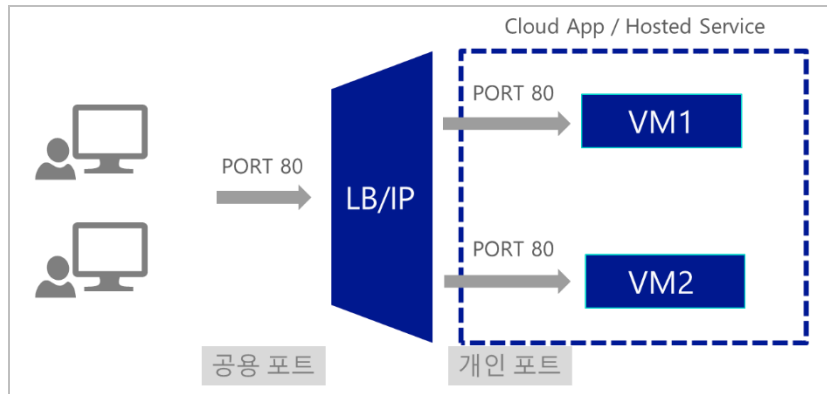 Cloud App / Hosted Service
PORT 80
VM1
PORT 80
LB/IP
PORT 80
VM2
공용 포트
개인 포트